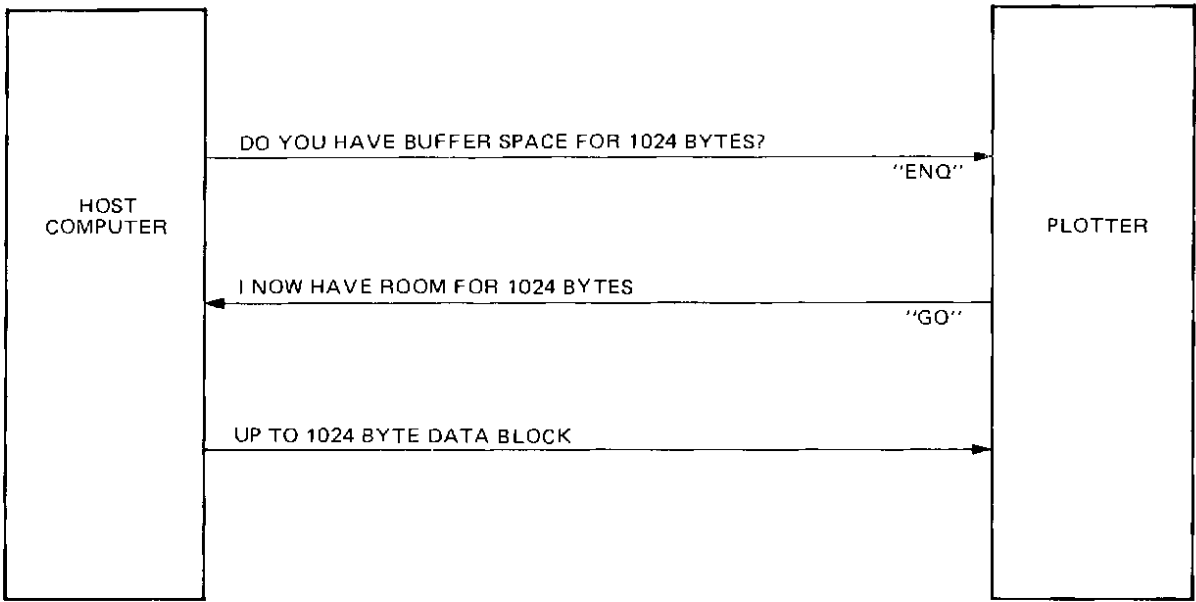 DO YOU HAVE BUFFER SPACE FOR 1024 BYTES?
"ENQ"
HOST
COMPUTER
PLOTTER
I NOW HAVE ROOM FOR 1024 BYTES
"GO"
UP TO 1024 BYTE DATA BLOCK